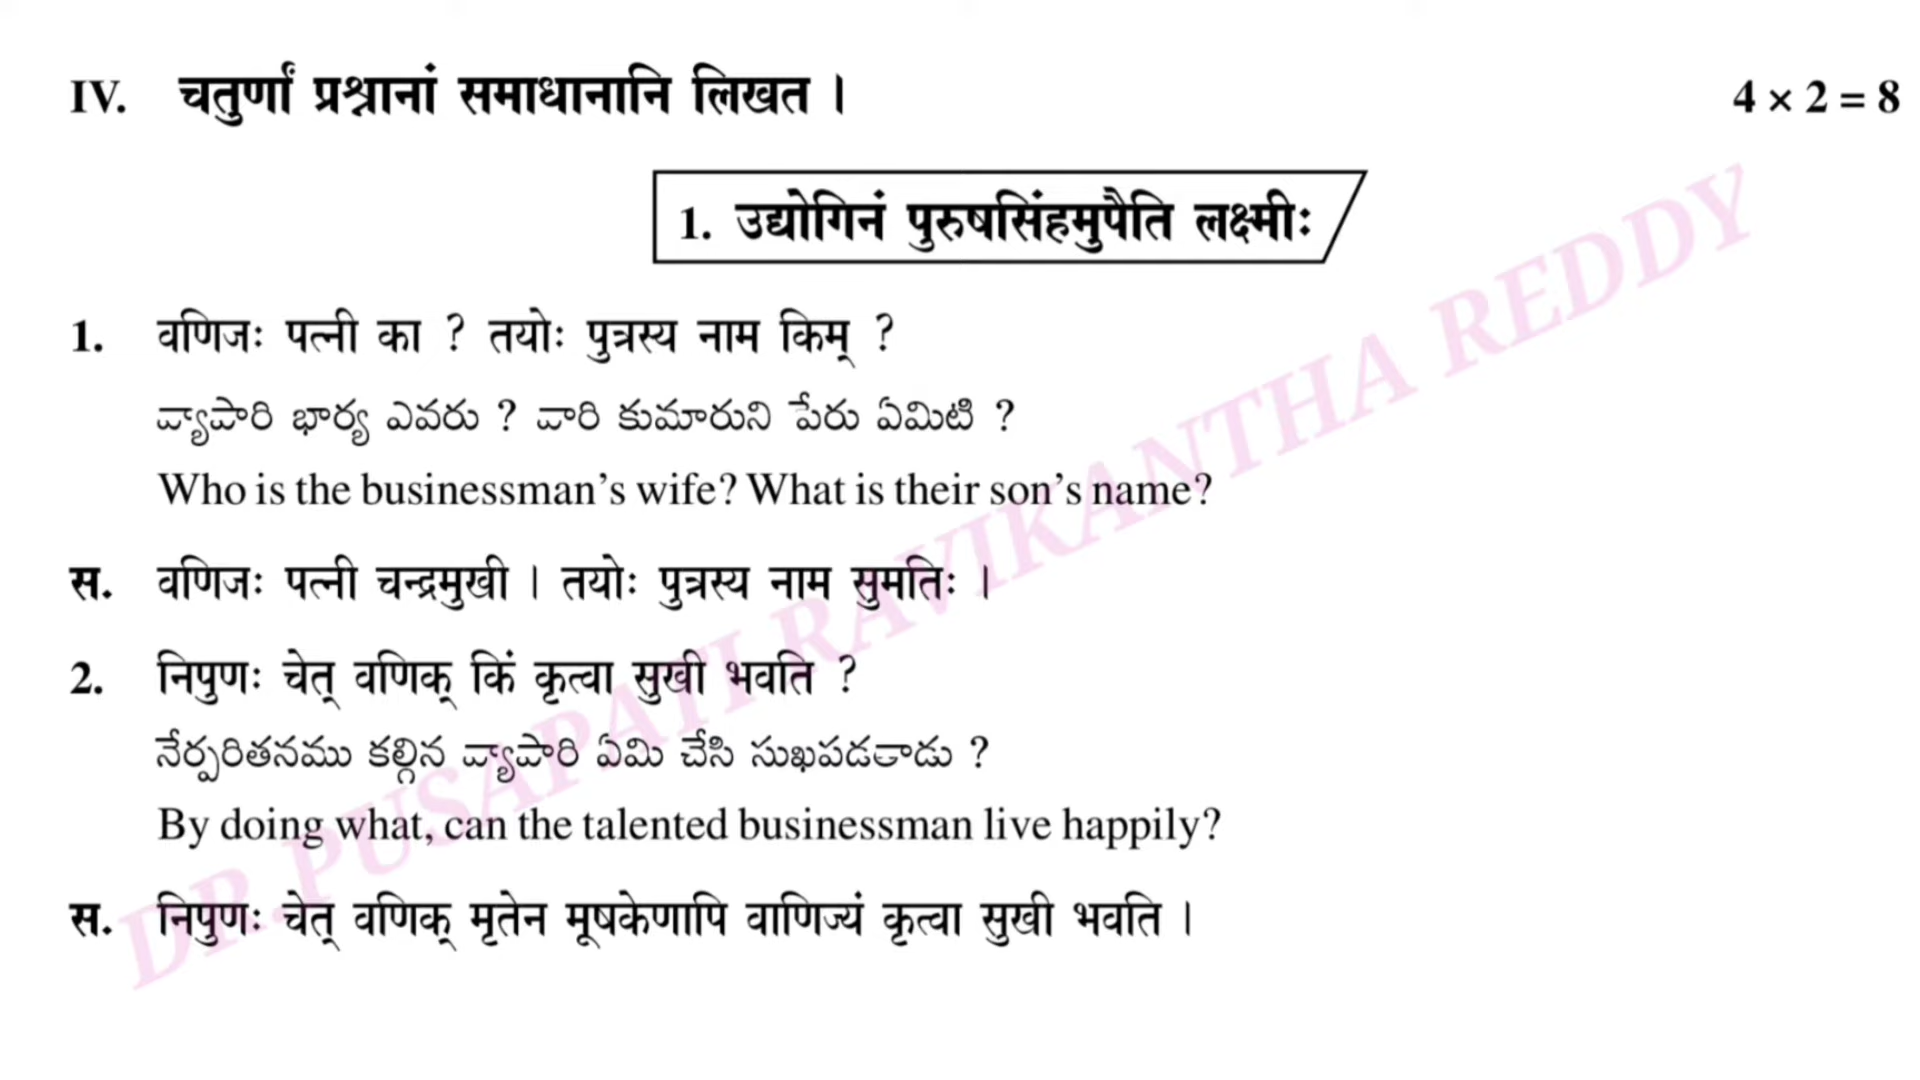 IV. चतुर्णां प्रश्नानां समाधानानि लिखत । 4 × 2 = 8
1. उद्योगिनं पुरुषसिंहमुपैति लक्ष्मीः
1. वणिजः पत्नी का ? तयोः पुत्रस्य नाम किम् ?
వ్యాపారి భార్య ఎవరు ? వారి కుమారుని పేరు ఏమిటి ?
Who is the businessman’s wife? What is their son’s name?
स. वणिजः पत्नी चन्द्रमुखी । तयोः पुत्रस्य नाम सुमतिः ।
2. निपुणः चेत् वणिक् किं कृत्वा सुखी भवति ?
నేర్పరితనము కల్గిన వ్యాపారి ఏమి చేసి సుఖపడతాడు ?
By doing what, can the talented businessman live happily?
स. निपुणः चेत् वणिक् मृतेन मूषकेणापि वाणिज्यं कृत्वा सुखी भवति ।
DR.PUSAPATI RAVIKANTHA REDDY